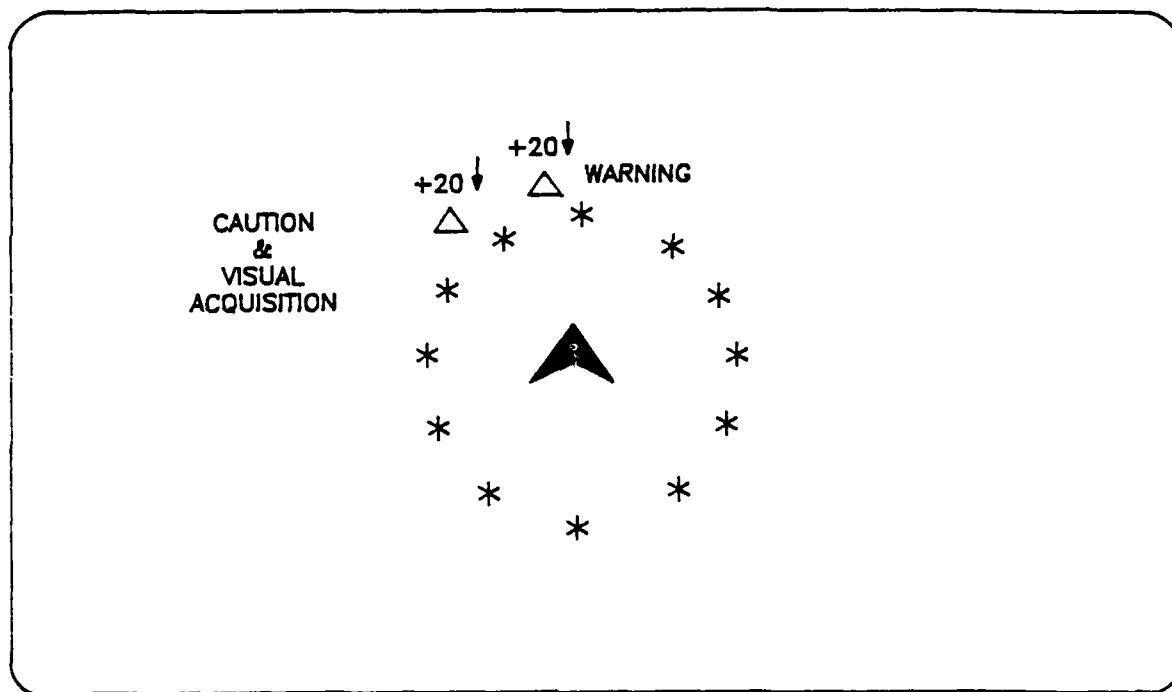 +20↓
WARNING
+20↓
CAUTION
&
VISUAL
ACQUISITION